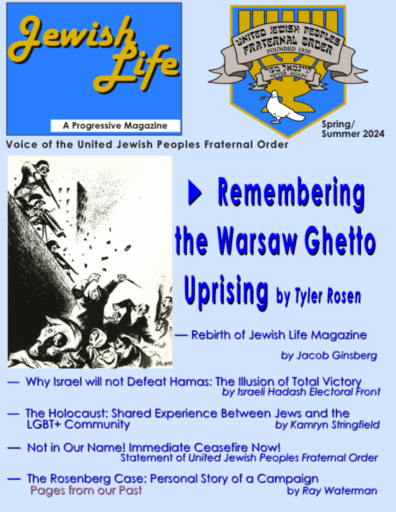 Jewish
Life
A Progressive Magazine
UNITED JEWISH PEOPLES
FRATERNAL ORDER
FOUNDED 1930
קיינמאל מער
NEVER AGAIN!
Spring/
Summer 2024
Voice of the United Jewish Peoples Fraternal Order
▶ Remembering
the Warsaw Ghetto
Uprising by Tyler Rosen
— Rebirth of Jewish Life Magazine
by Jacob Ginsberg
— Why Israel will not Defeat Hamas: The Illusion of Total Victory
by Israeli Hadash Electoral Front
— The Holocaust: Shared Experience Between Jews and the
LGBT+ Community by Kamryn Stringfield
— Not in Our Name! Immediate Ceasefire Now!
Statement of United Jewish Peoples Fraternal Order
— The Rosenberg Case: Personal Story of a Campaign
Pages from our Past by Ray Waterman